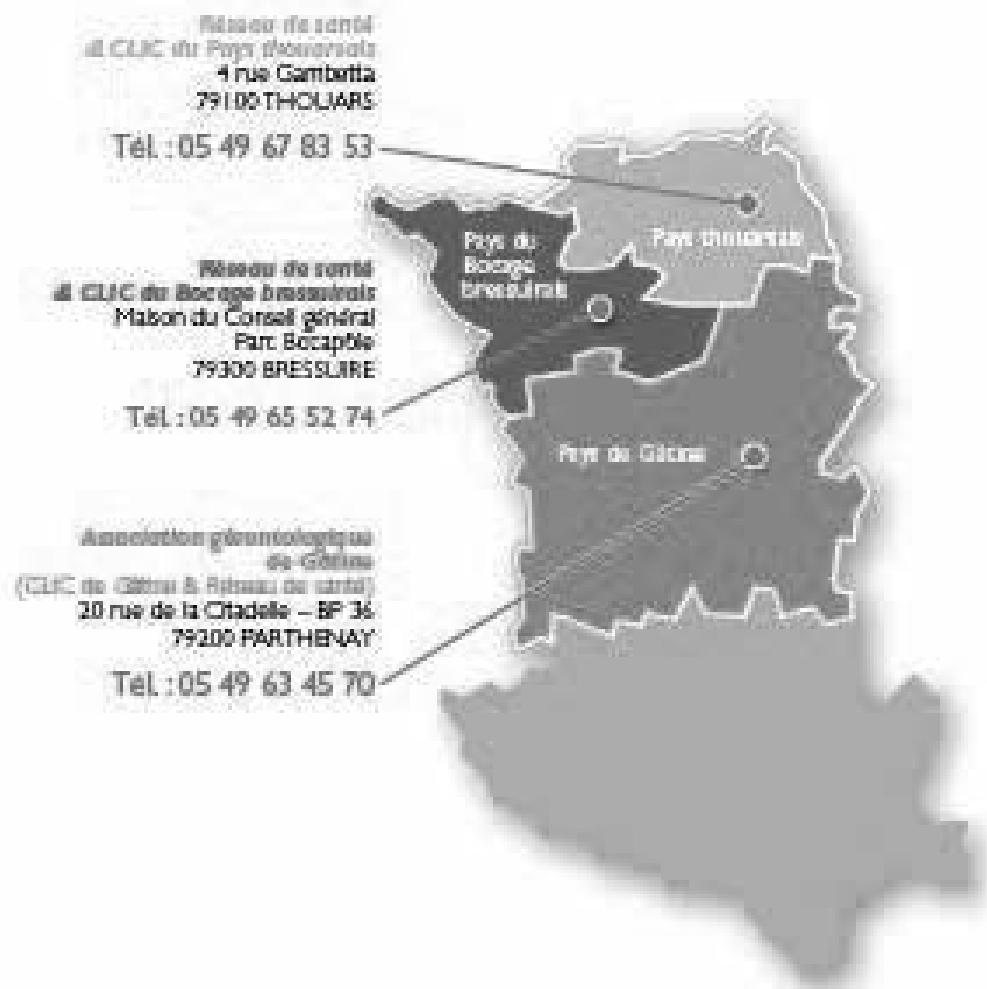 Réseau de santé
& CLIC du Pays thouarsais
4 rue Gambetta
79100 THOUARS
Tél. : 05 49 67 83 53
Réseau de santé
& CLIC du Bocage bressuirais
Maison du Conseil général
Parc Bocapôle
79300 BRESSUIRE
Tél. : 05 49 65 52 74
Association gérontologique
de Gâtine
(CLIC de Gâtine & Réseau de santé)
20 rue de la Citadelle – BP 36
79200 PARTHENAY
Tél. : 05 49 63 45 70
Pays thouarsais
Pays du
Bocage
bressuirais
Pays de Gâtine